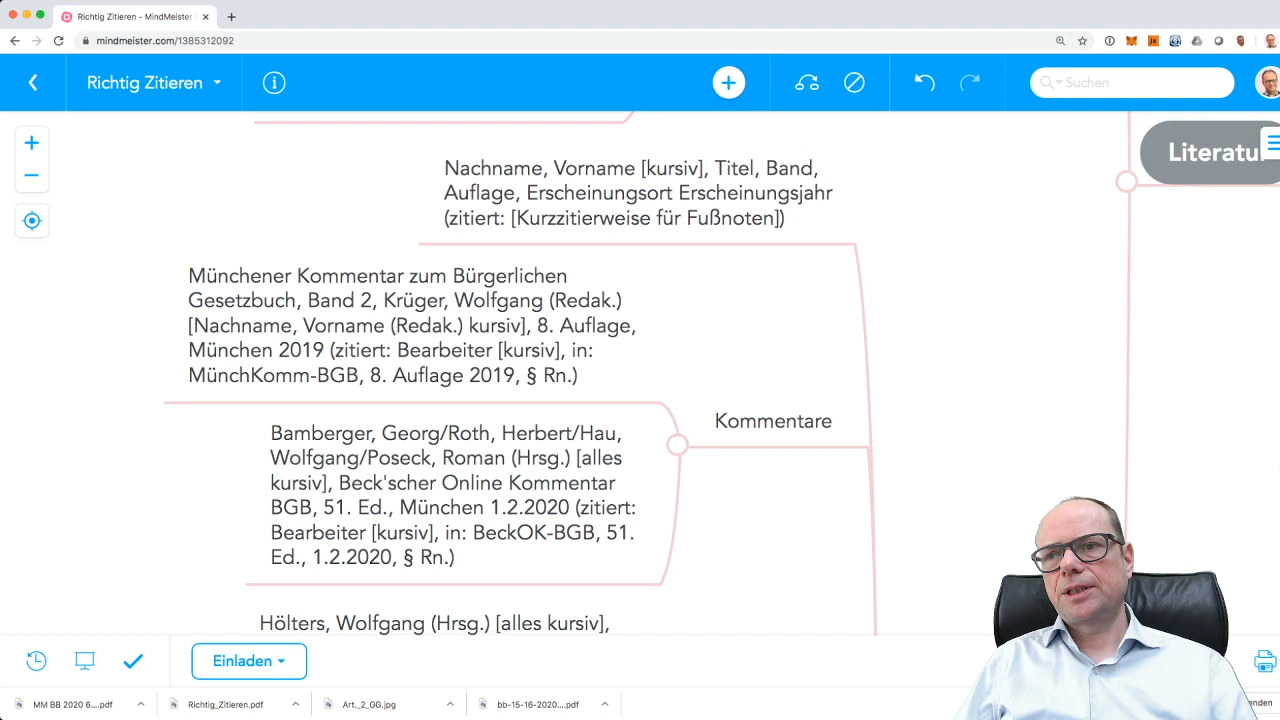 Richtig Zitieren - MindMeister
mindmeister.com/1385312092
Richtig Zitieren
Suchen
Nachname, Vorname [kursiv], Titel, Band,
Auflage, Erscheinungsort Erscheinungsjahr
(zitiert: [Kurzzitierweise für Fußnoten])
Münchener Kommentar zum Bürgerlichen
Gesetzbuch, Band 2, Krüger, Wolfgang (Redak.)
[Nachname, Vorname (Redak.) kursiv], 8. Auflage,
München 2019 (zitiert: Bearbeiter [kursiv], in:
MünchKomm-BGB, 8. Auflage 2019, § Rn.)
Kommentare
Bamberger, Georg/Roth, Herbert/Hau,
Wolfgang/Poseck, Roman (Hrsg.) [alles
kursiv], Beck'scher Online Kommentar
BGB, 51. Ed., München 1.2.2020 (zitiert:
Bearbeiter [kursiv], in: BeckOK-BGB, 51.
Ed., 1.2.2020, § Rn.)
Hölters, Wolfgang (Hrsg.) [alles kursiv],
Einladen
MM BB 2020 6....pdf
Richtig_Zitieren.pdf
Art._2_GG.jpg
bb-15-16-2020....pdf